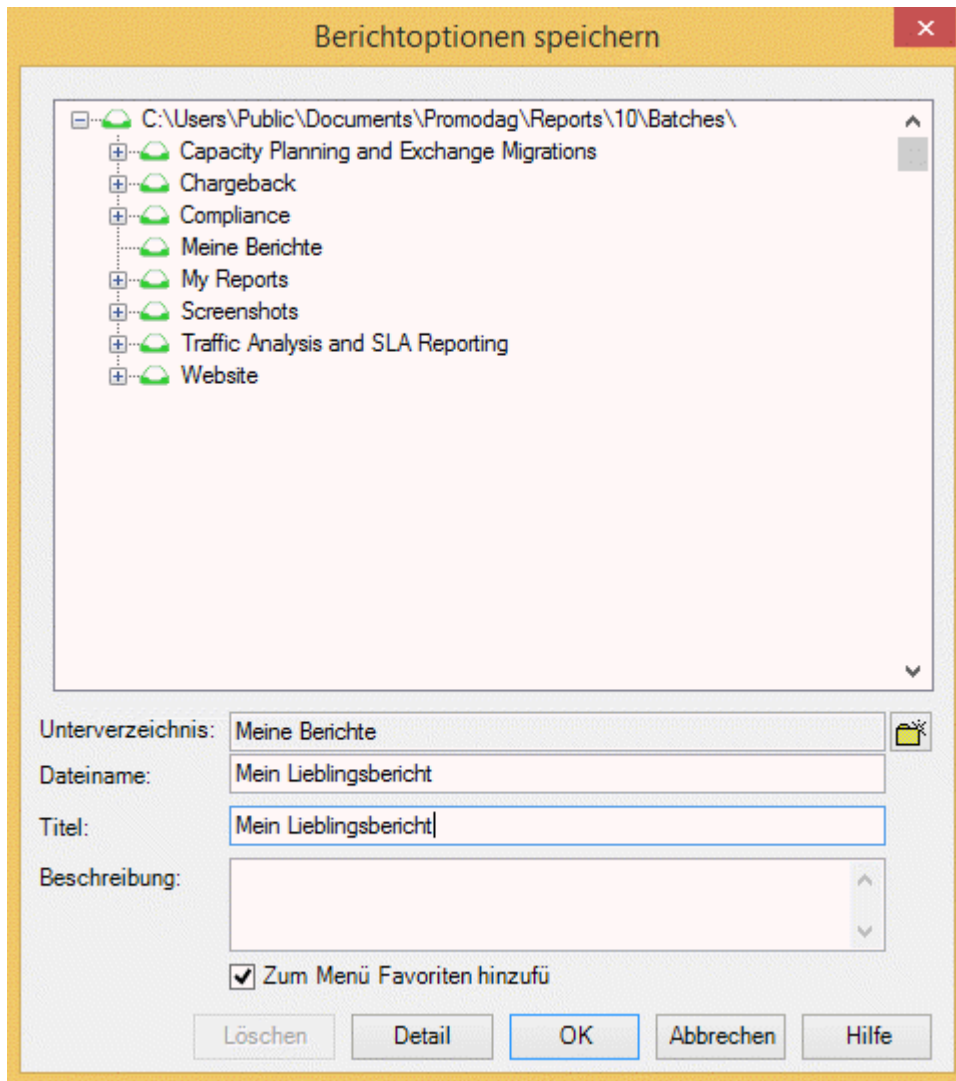 Berichtoptionen speichern
C:\Users\Public\Documents\Promodag\Reports\10\Batches\
Capacity Planning and Exchange Migrations
Chargeback
Compliance
Meine Berichte
My Reports
Screenshots
Traffic Analysis and SLA Reporting
Website
Unterverzeichnis: Meine Berichte
Dateiname: Mein Lieblingsbericht
Titel: Mein Lieblingsbericht
Beschreibung:
Zum Menü Favoriten hinzufü
Löschen Detail OK Abbrechen Hilfe